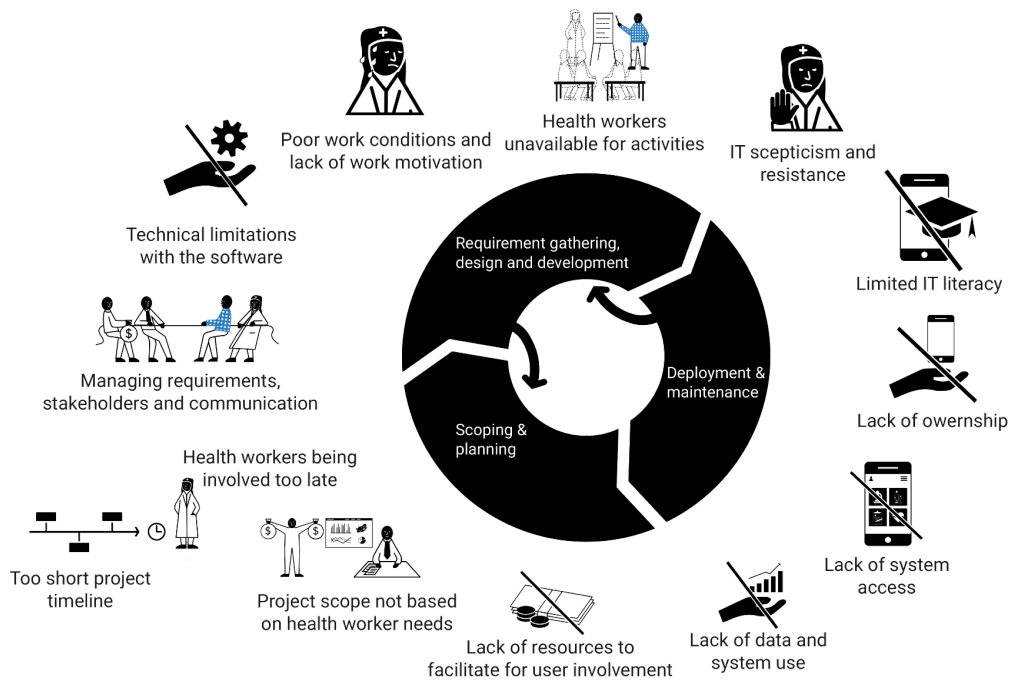 Health workers
unavailable for activities
Poor work conditions and
lack of work motivation
IT scepticism and
resistance
Technical limitations
with the software
Requirement gathering,
design and development
Limited IT literacy
$
Managing requirements,
stakeholders and communication
Deployment &
maintenance
Lack of owernship
Scoping &
planning
Health workers being
involved too late
$ $
Too short project
timeline
Project scope not based
on health worker needs
Lack of system
access
Lack of resources to
facilitate for user involvement
Lack of data and
system use